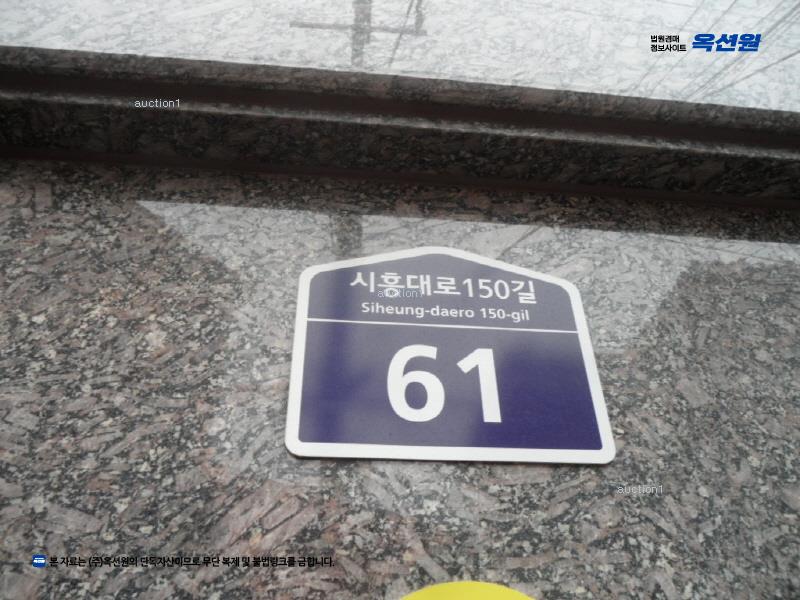 법원경매
정보사이트 옥션원
auction1
시흥대로150길
auction1
Siheung-daero 150-gil
61
auction1
본 자료는 (주)옥션원의 단독자산이므로 무단 복제 및 불법링크를 금합니다.